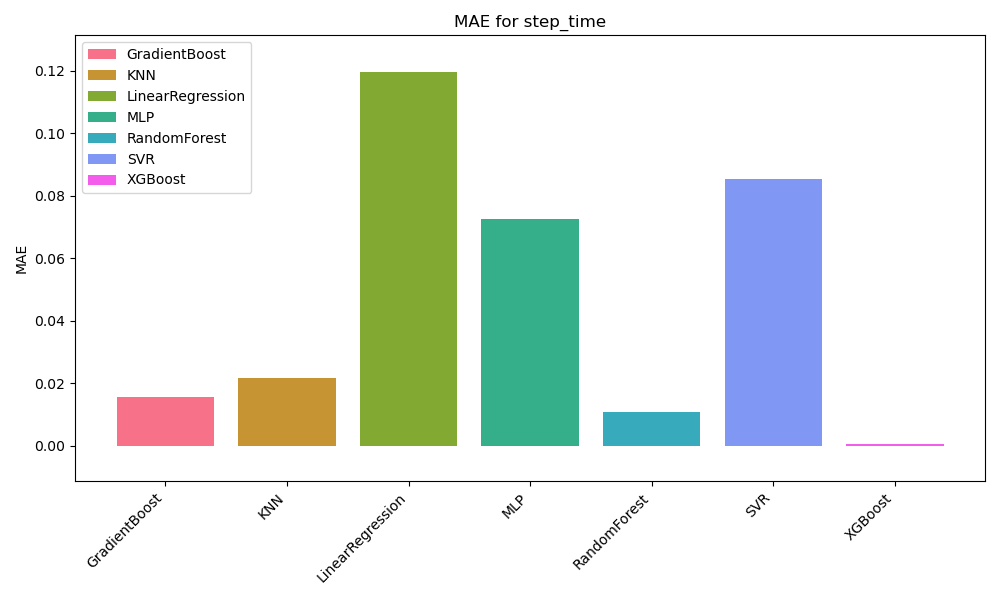 MAE for step_time
GradientBoost
KNN
LinearRegression
MLP
RandomForest
SVR
XGBoost
0.12
0.10
0.08
0.06
0.04
0.02
0.00
MAE
GradientBoost
KNN
LinearRegression
MLP
RandomForest
SVR
XGBoost